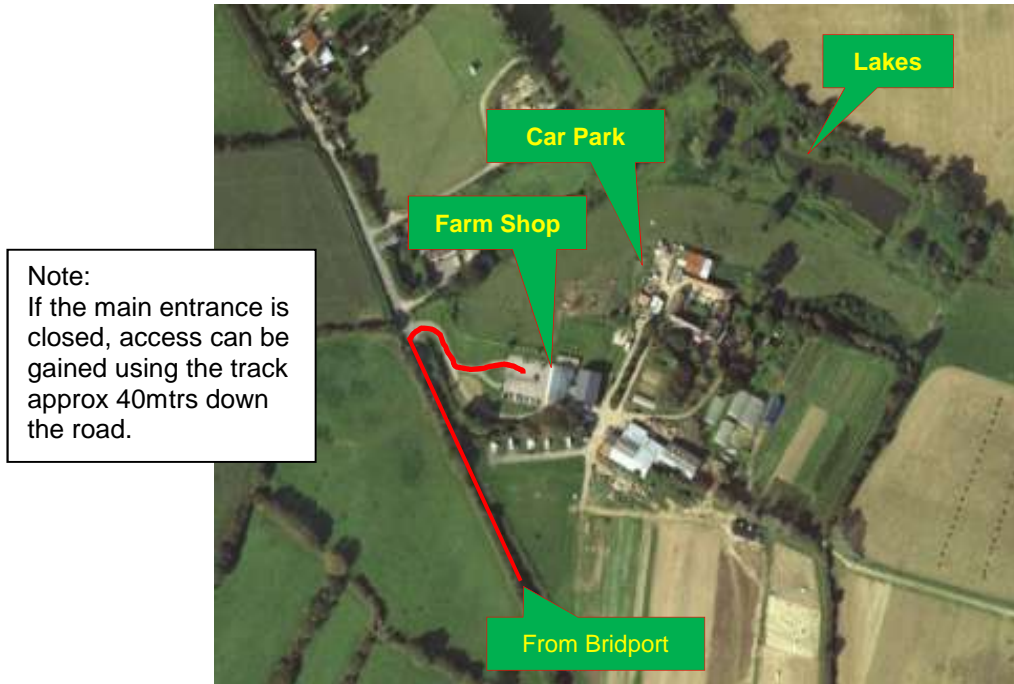 Lakes
Car Park
Farm Shop
Note:
If the main entrance is
closed, access can be
gained using the track
approx 40mtrs down
the road.
From Bridport